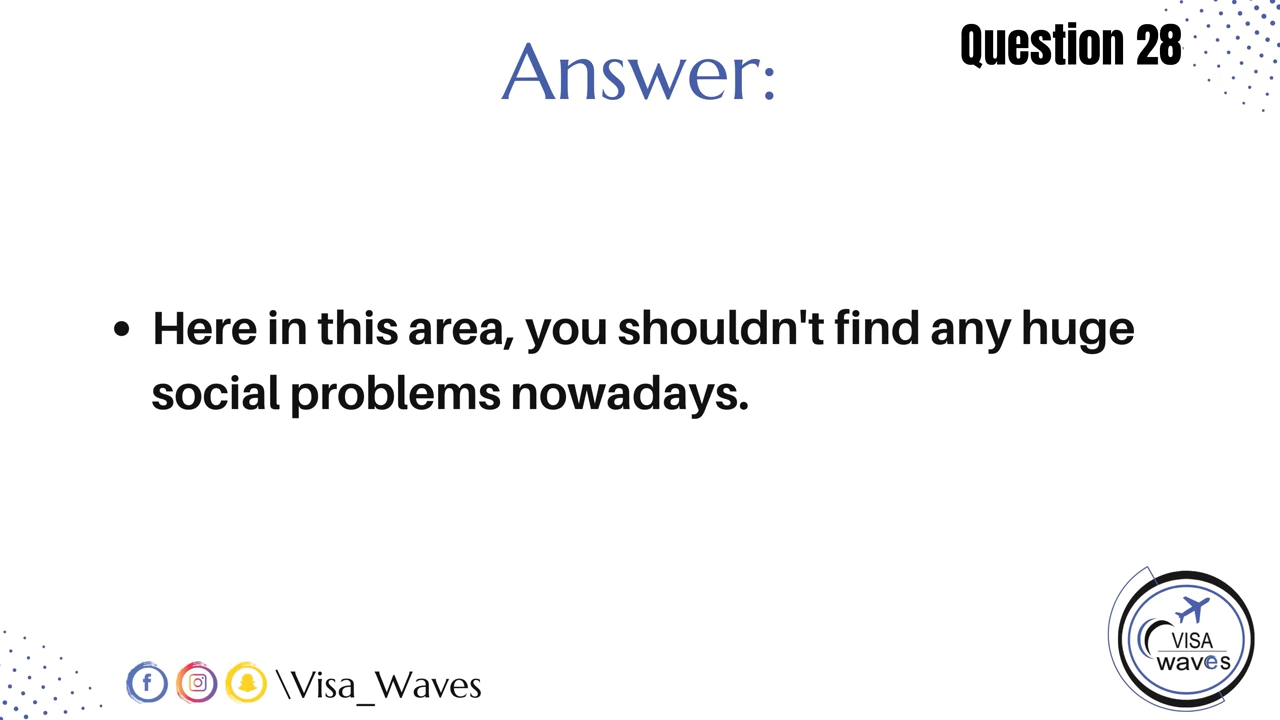 Question 28
Answer:
• Here in this area, you shouldn't find any huge
social problems nowadays.
\Visa_Waves
VISA
waves